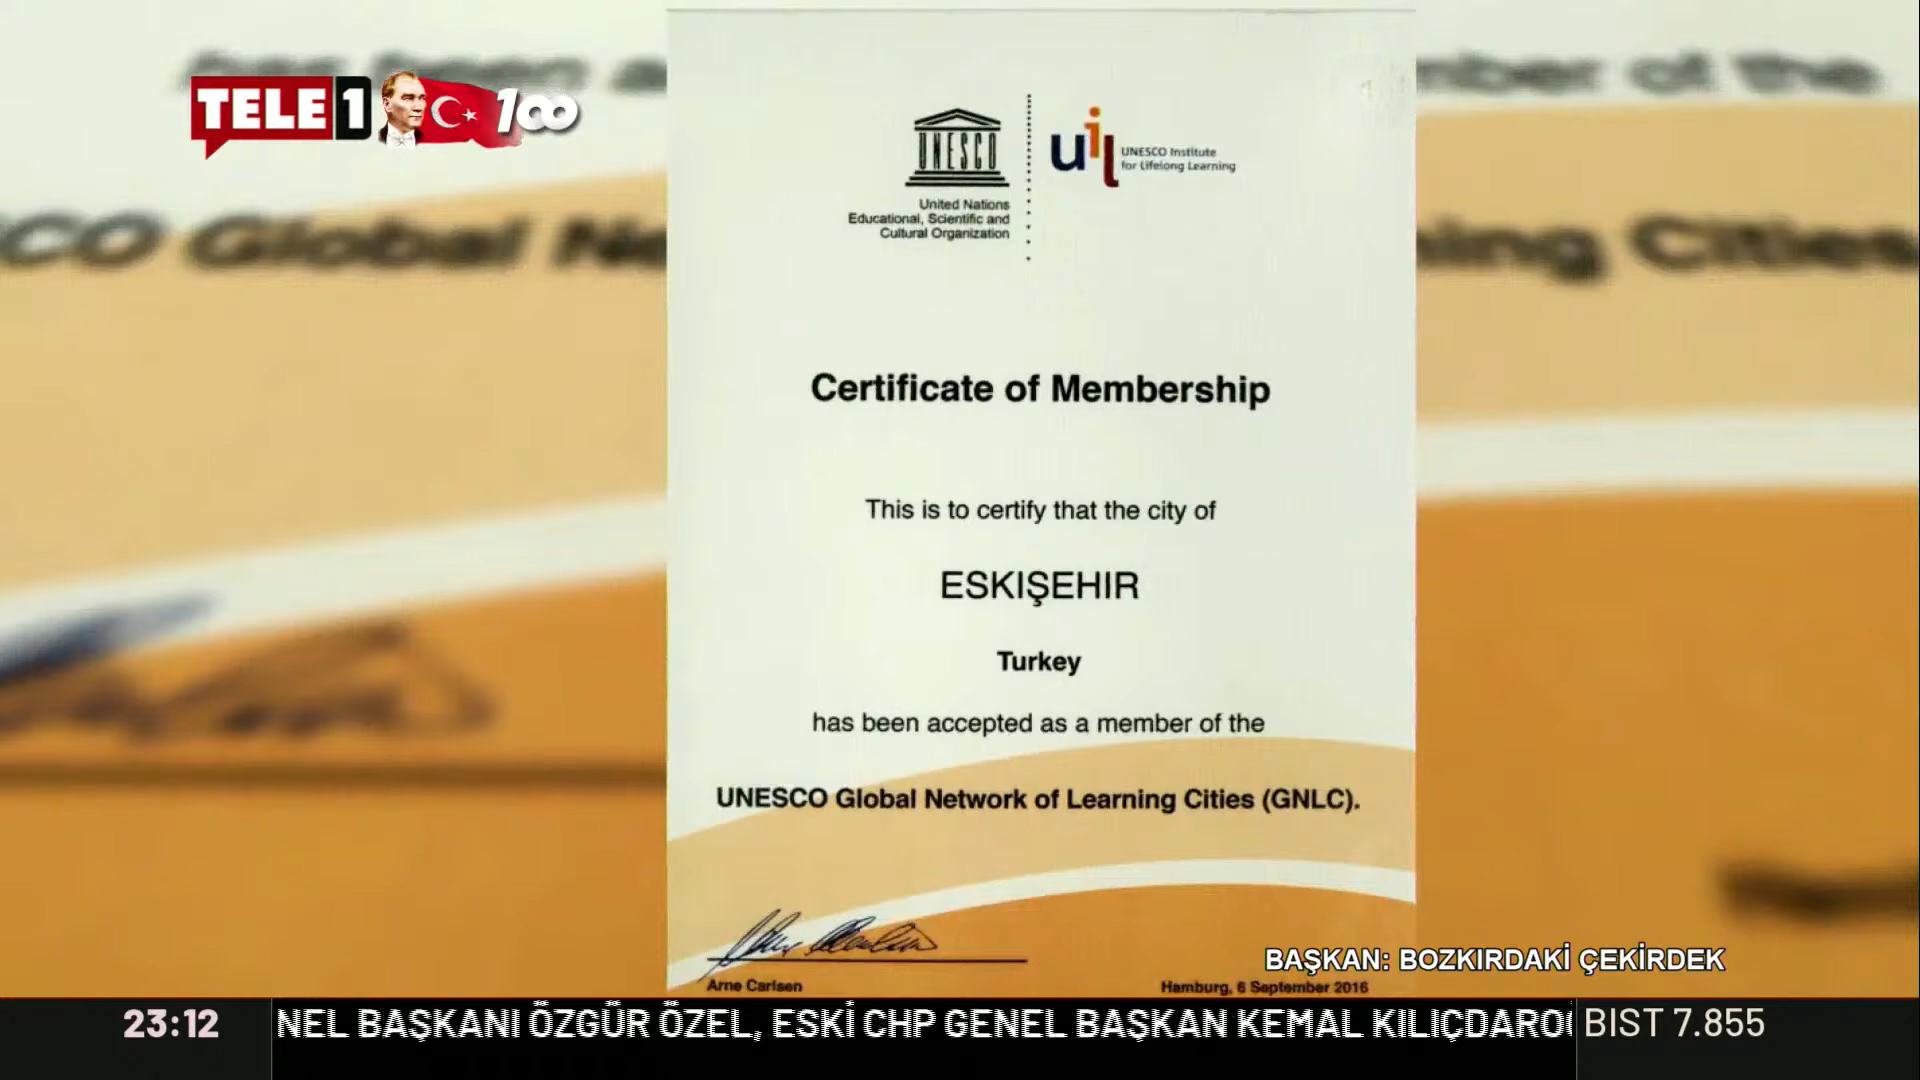 TELE1
100
UNESCO
United Nations
Educational, Scientific and
Cultural Organization
uil
UNESCO Institute
for Lifelong Learning
Certificate of Membership
This is to certify that the city of
ESKIŞEHIR
Turkey
has been accepted as a member of the
UNESCO Global Network of Learning Cities (GNLC).
Arne Carlsen
Hamburg, 6 September 2016
BAŞKAN: BOZKIRDAKİ ÇEKİRDEK
23:12
NEL BAŞKANI ÖZGÜR ÖZEL, ESKİ CHP GENEL BAŞKAN KEMAL KILIÇDARO
BIST 7.855